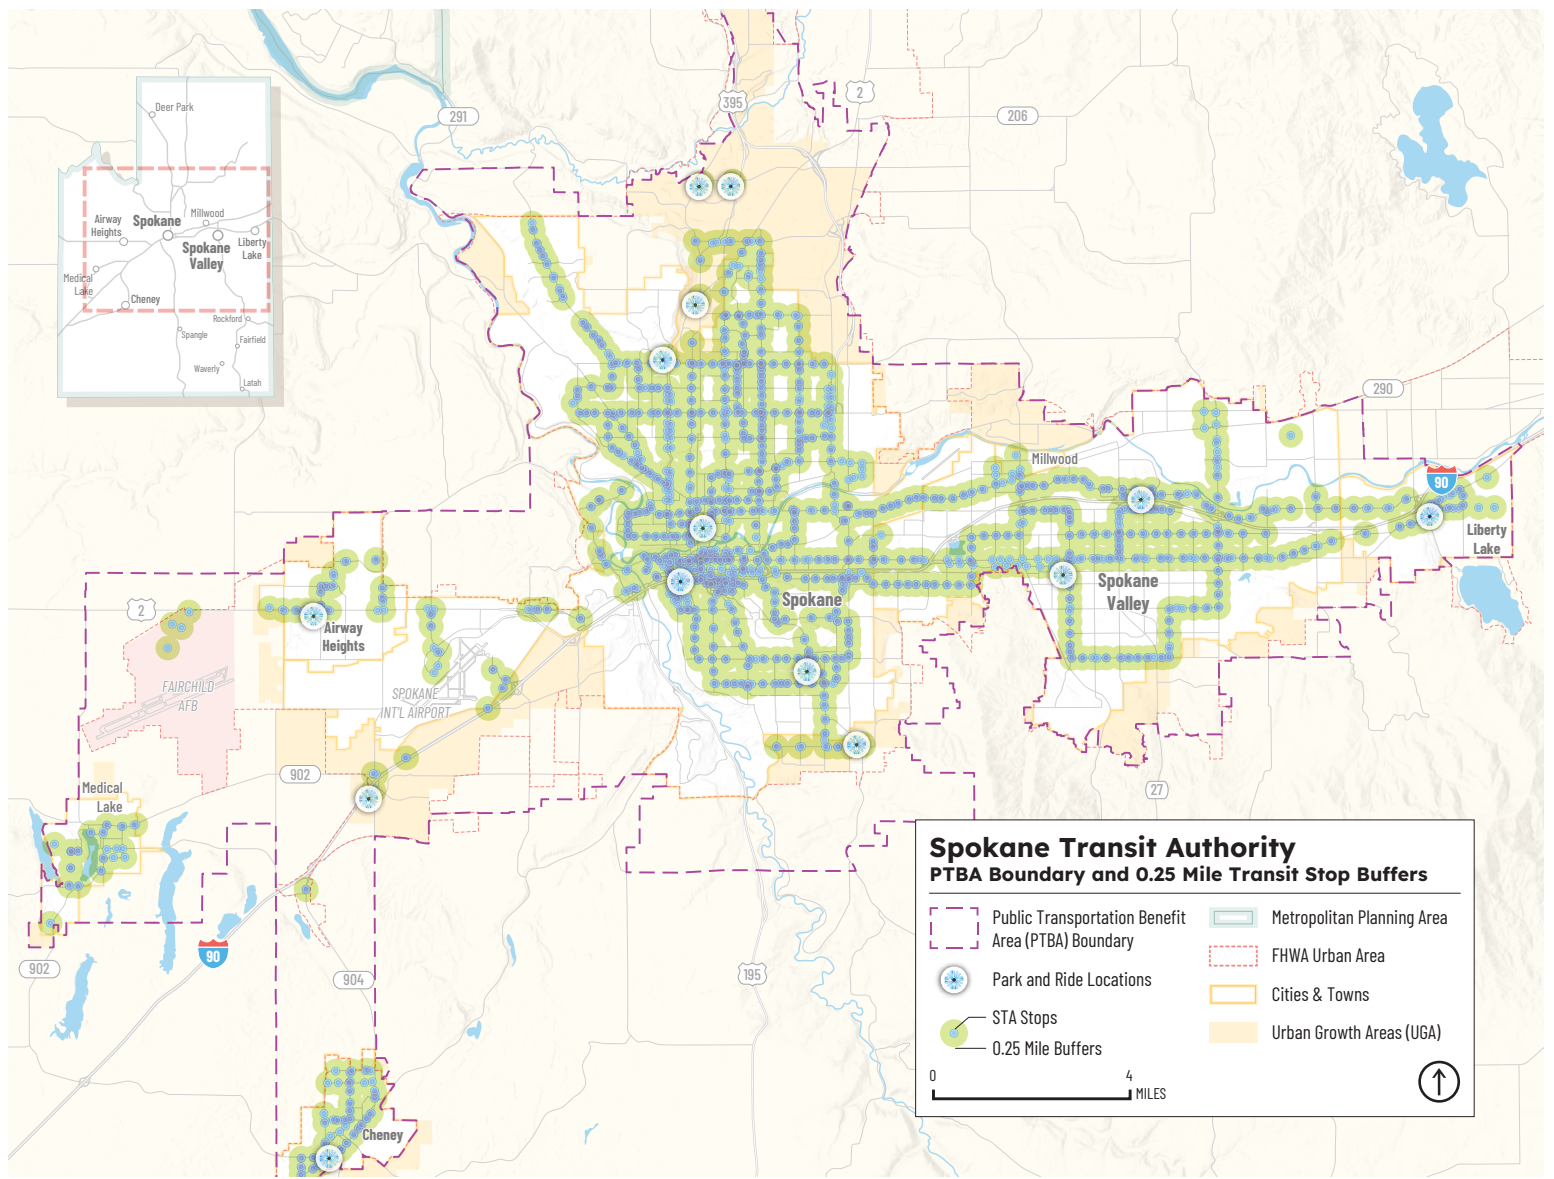 395
2
291
206
Deer Park
Millwood
Spokane
Airway
Heights
Spokane
Valley
Liberty
Lake
Medical
Lake
Cheney
Rockford
Spangle
Fairfield
Waverly
Latah
290
Millwood
90
Liberty
Lake
Spokane
Valley
Spokane
2
Airway
Heights
FAIRCHILD
AFB
SPOKANE
INT'L AIRPORT
902
Medical
Lake
27
902
90
904
195
Cheney
Spokane Transit Authority
PTBA Boundary and 0.25 Mile Transit Stop Buffers
Public Transportation Benefit
Area (PTBA) Boundary
Park and Ride Locations
STA Stops
0.25 Mile Buffers
Metropolitan Planning Area
FHWA Urban Area
Cities & Towns
Urban Growth Areas (UGA)
0 4
MILES